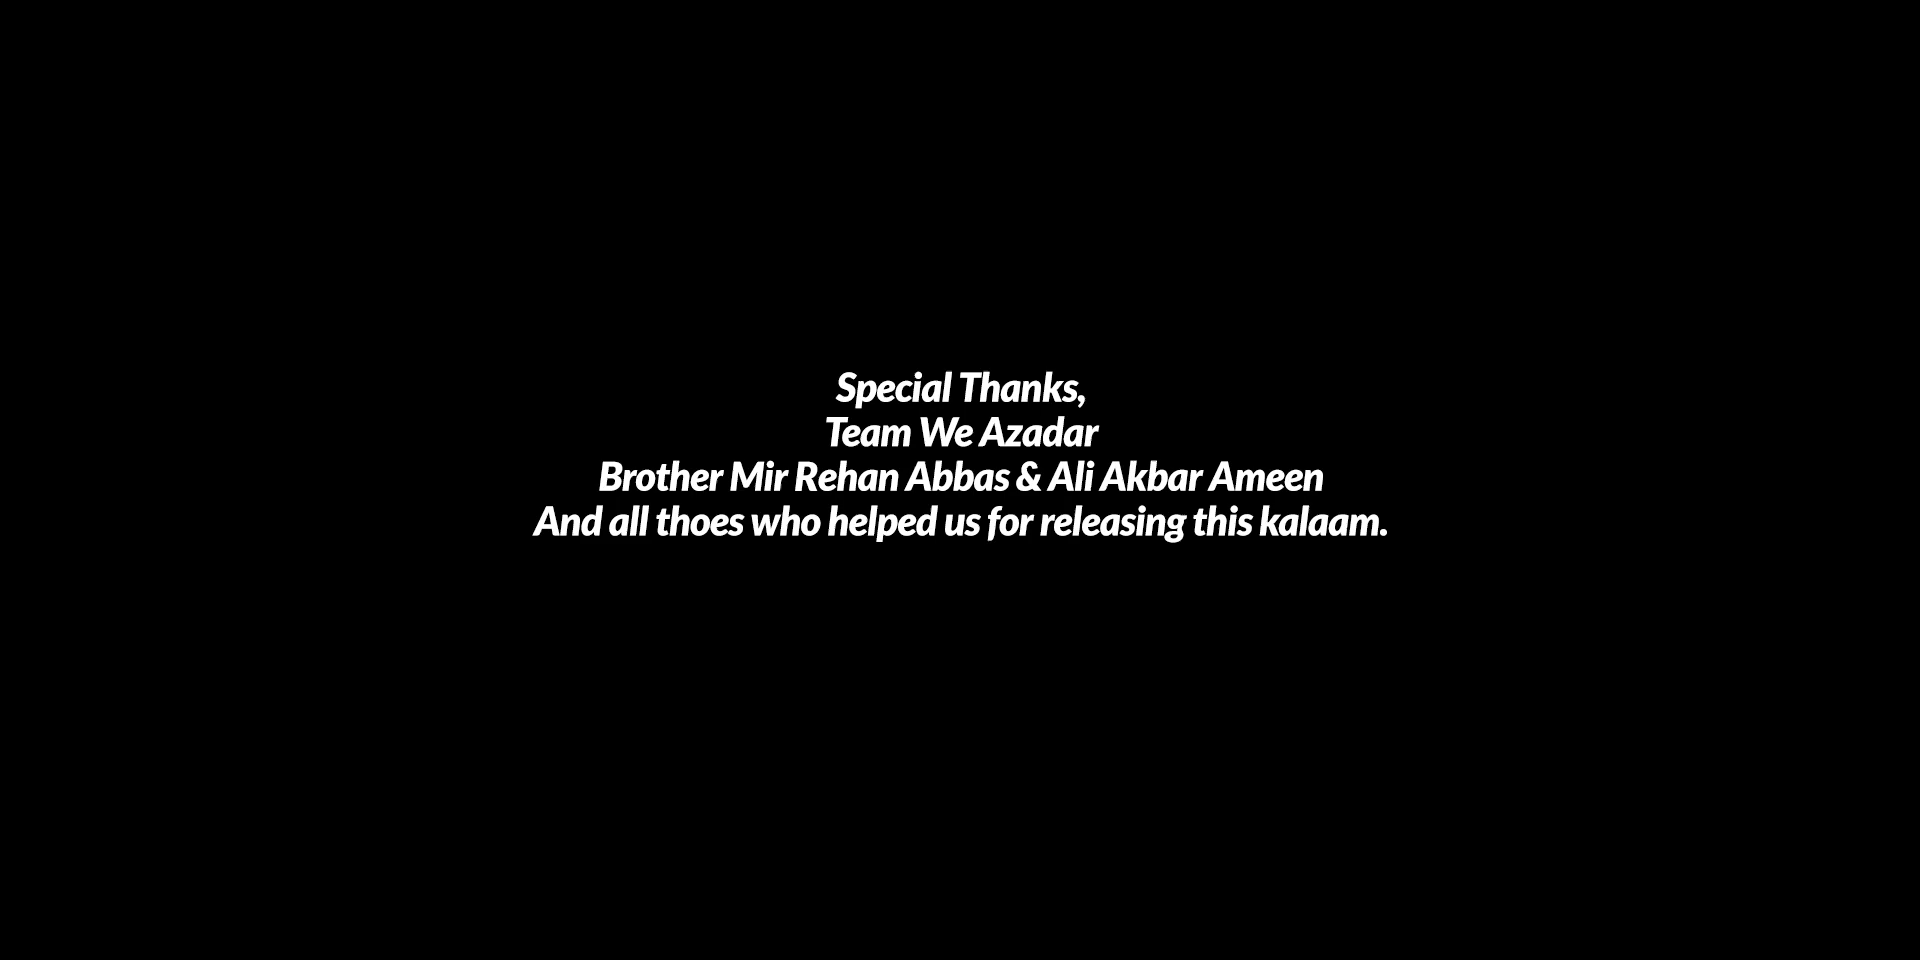 Special Thanks,
Team We Azadar
Brother Mir Rehan Abbas & Ali Akbar Ameen
And all thoes who helped us for releasing this kalaam.